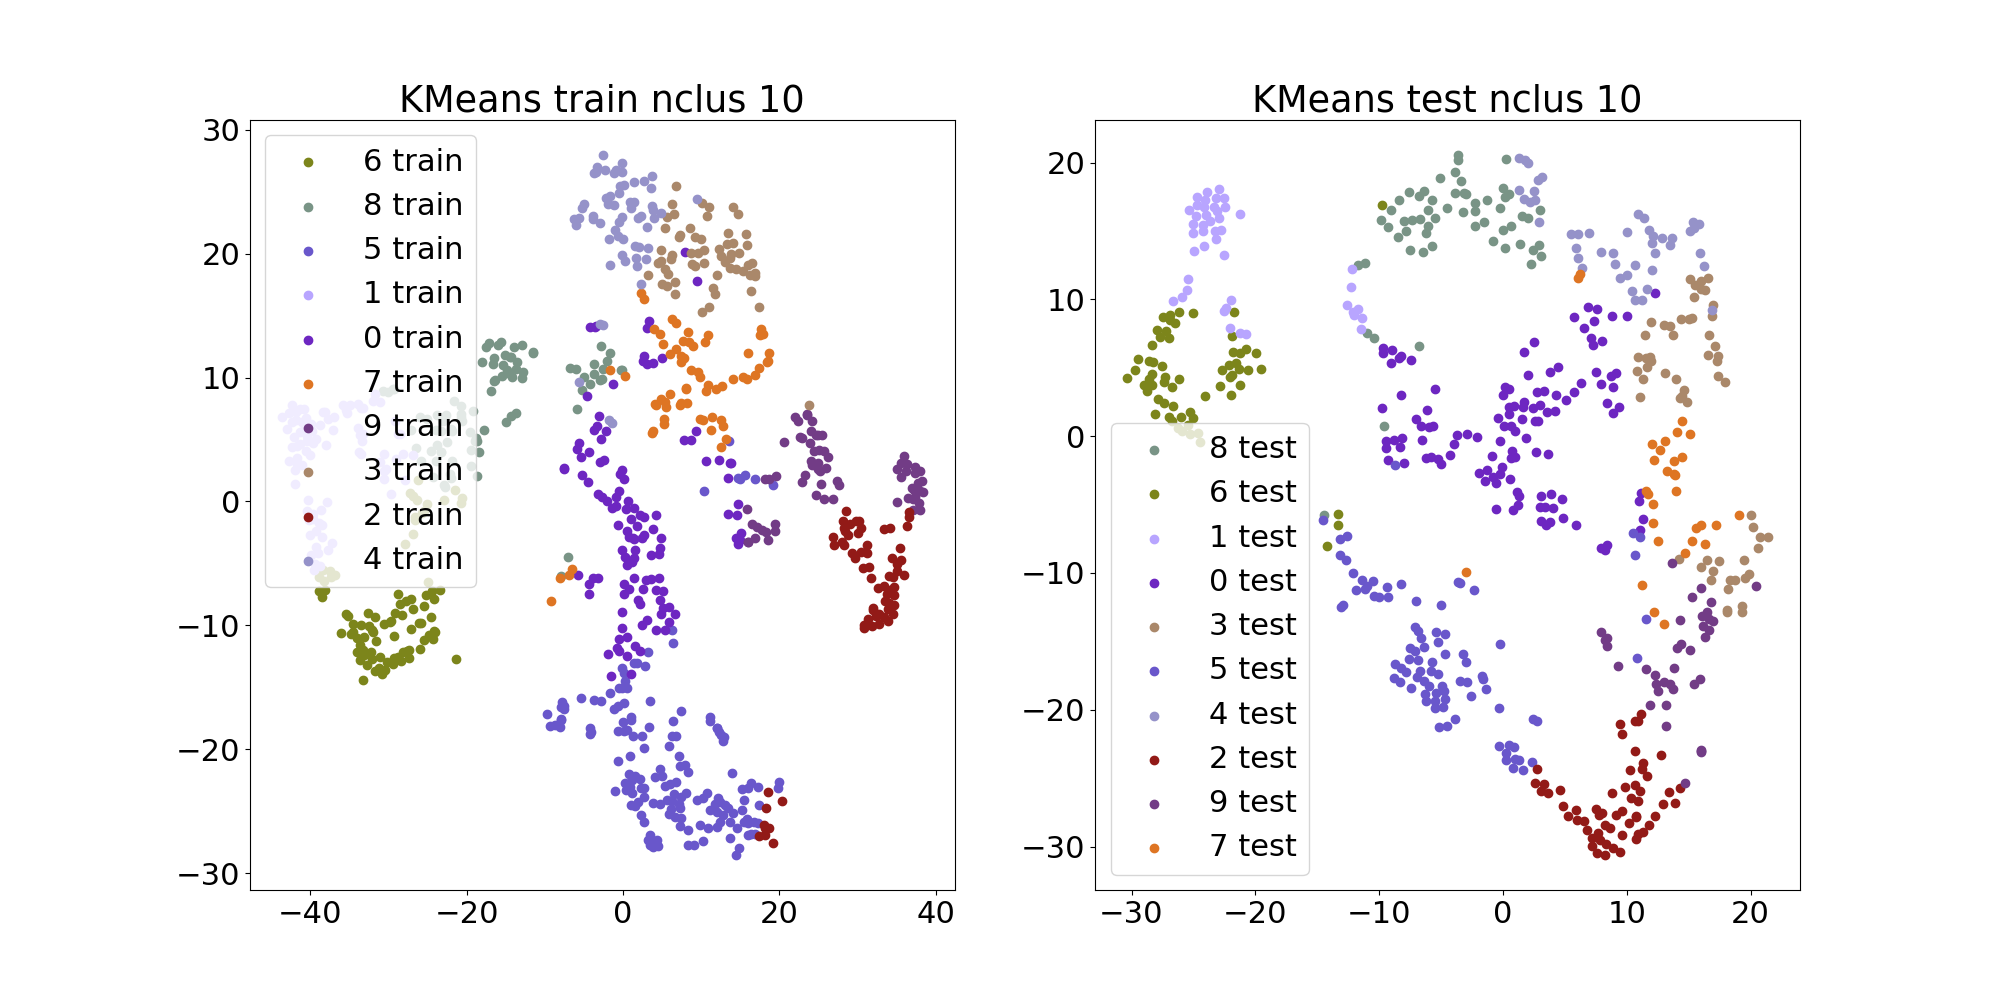 KMeans train nclus 10
30
20
10
0
−10
−20
−30
−40
−20
0
20
40
6 train
8 train
5 train
1 train
0 train
7 train
9 train
3 train
2 train
4 train
KMeans test nclus 10
20
10
0
−10
−20
−30
−30
−20
−10
0
10
20
8 test
6 test
1 test
0 test
3 test
5 test
4 test
2 test
9 test
7 test